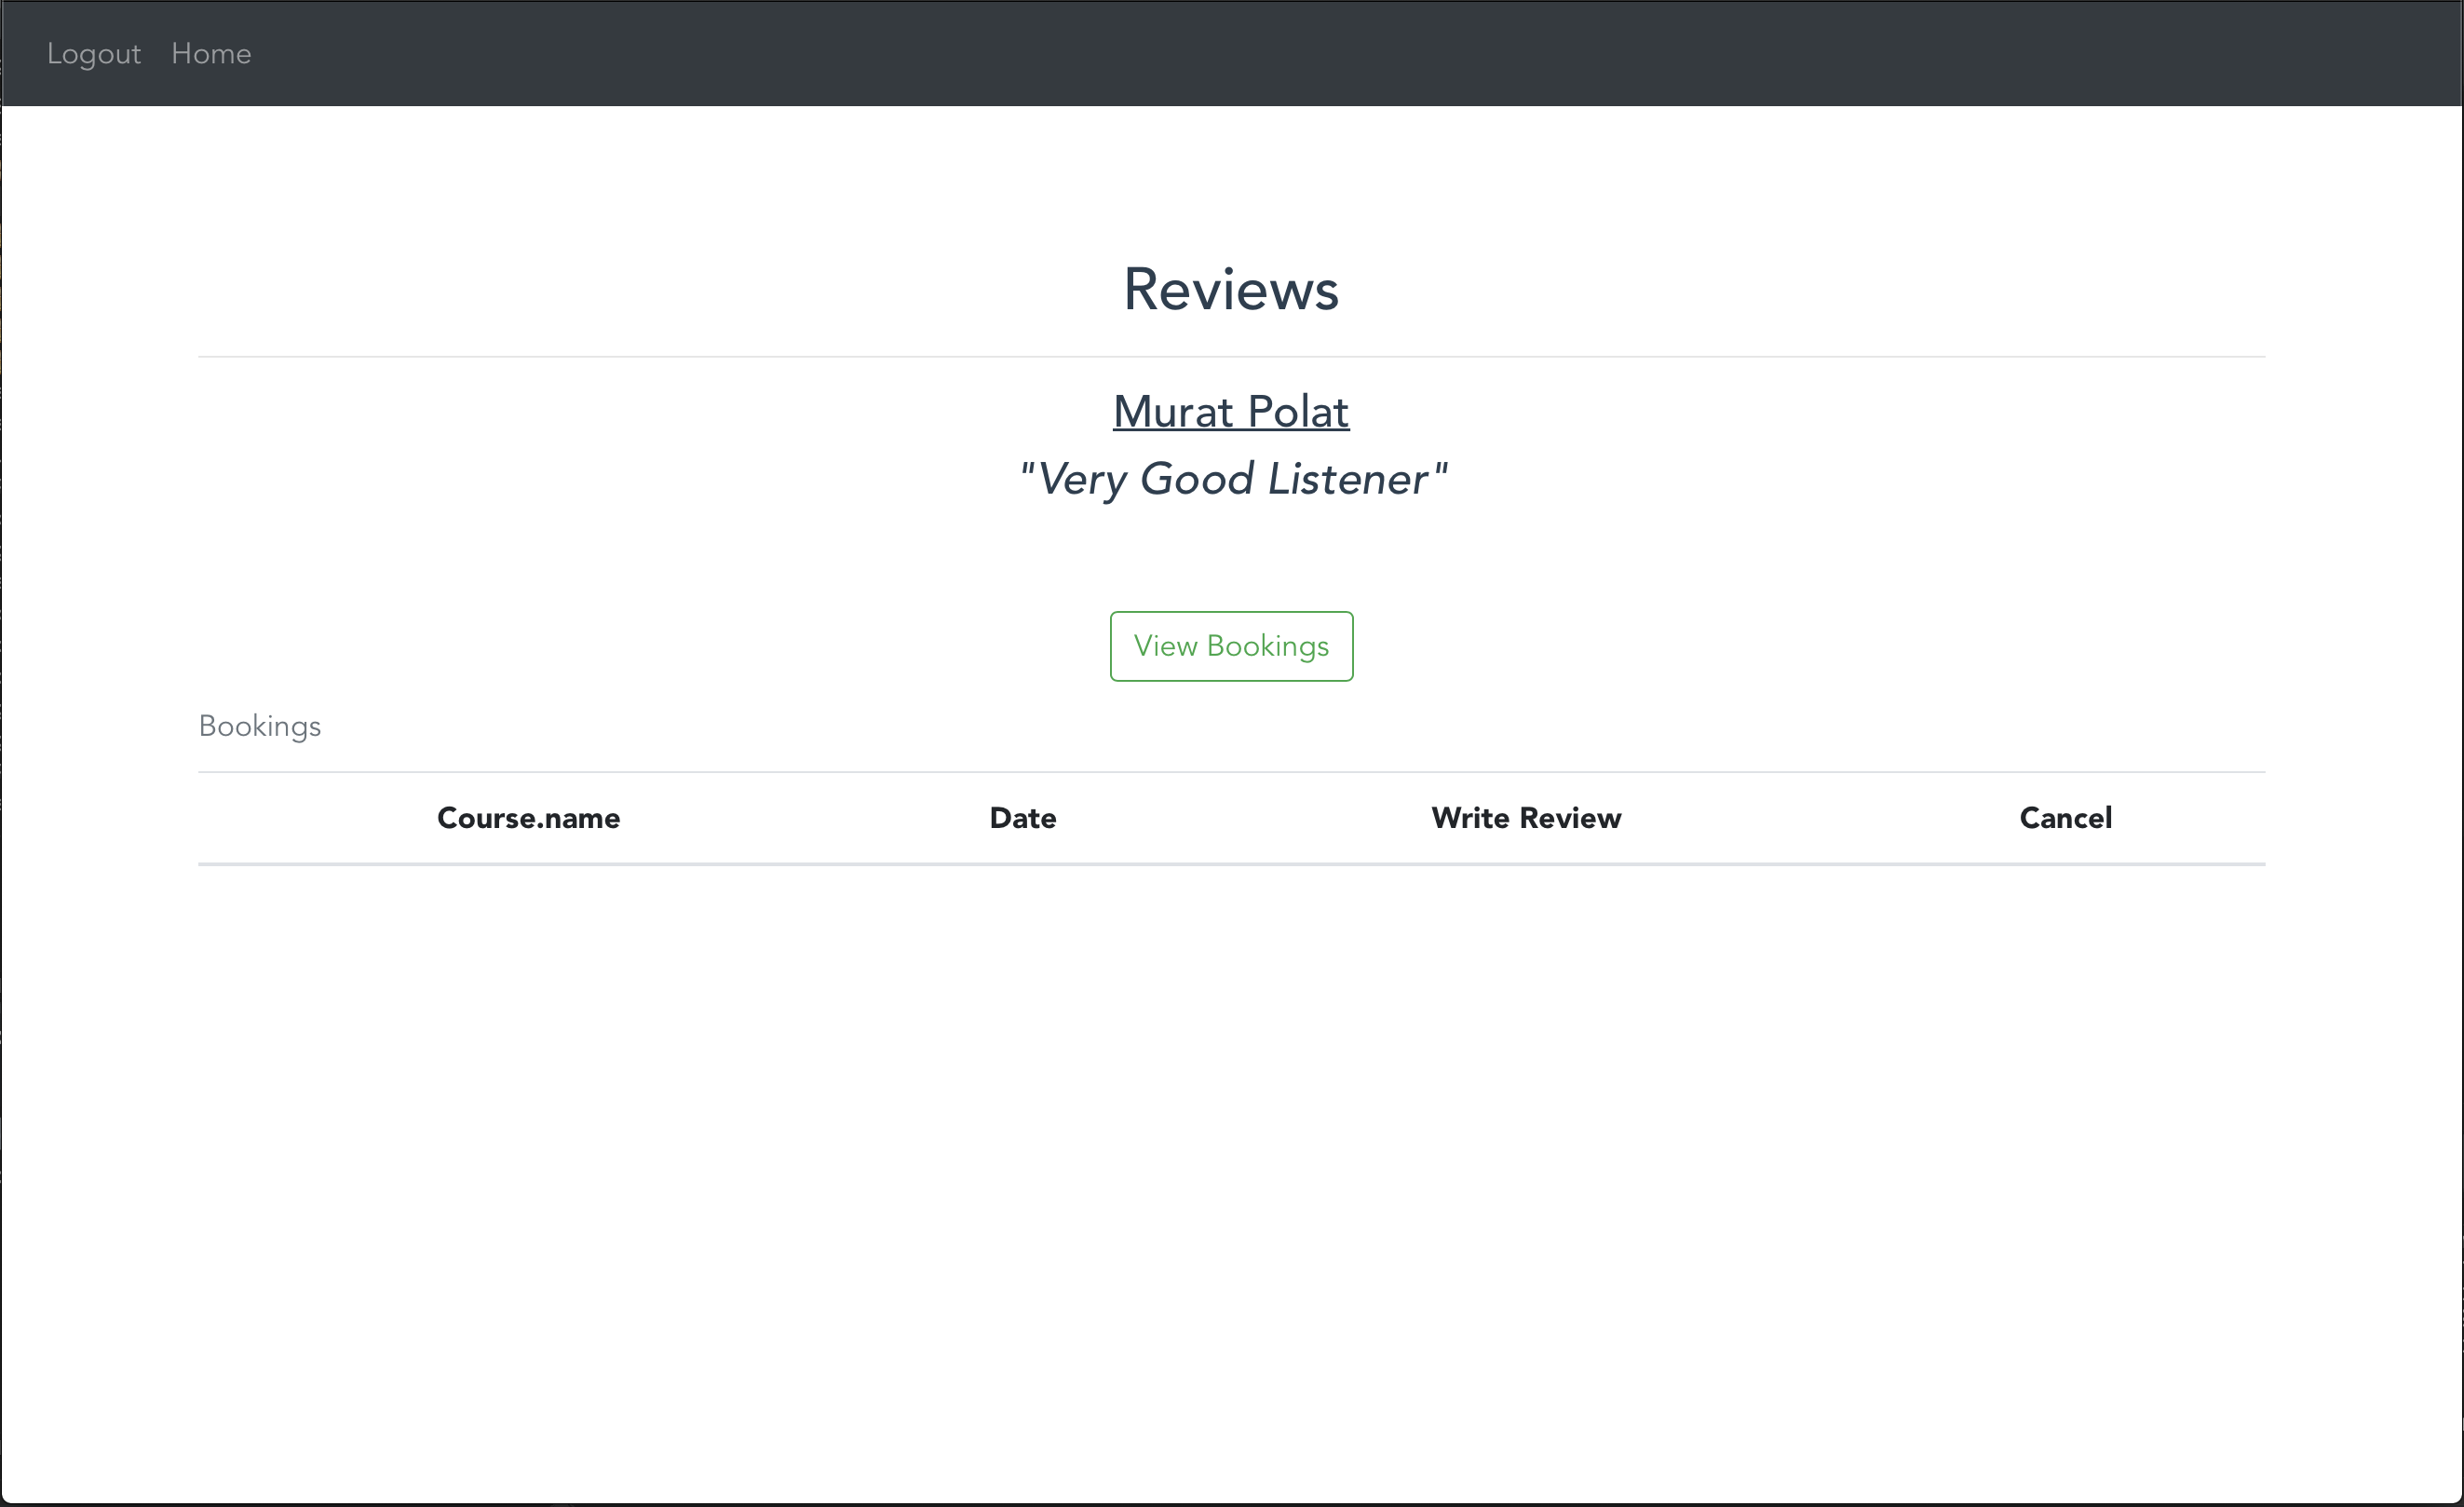 Logout Home
Reviews
Murat Polat
"Very Good Listener"
View Bookings
Bookings
Course.name Date Write Review Cancel